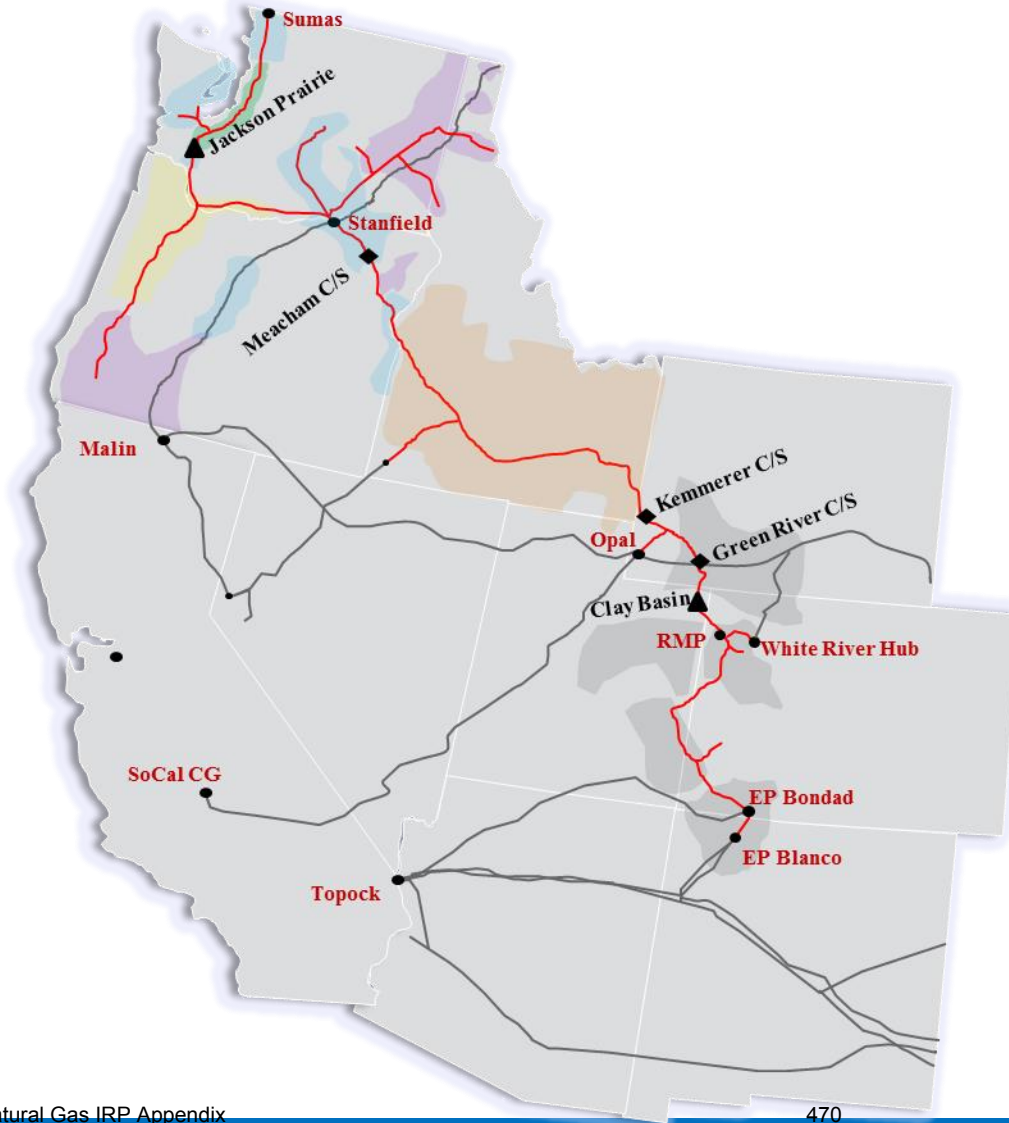 Sumas
Jackson Prairie
Stanfield
Meacham C/S
Malin
Kemmerer C/S
Opal
Green River C/S
Clay Basin
RMP
White River Hub
SoCal CG
EP Bondad
EP Blanco
Topock
Natural Gas IRP Appendix
470